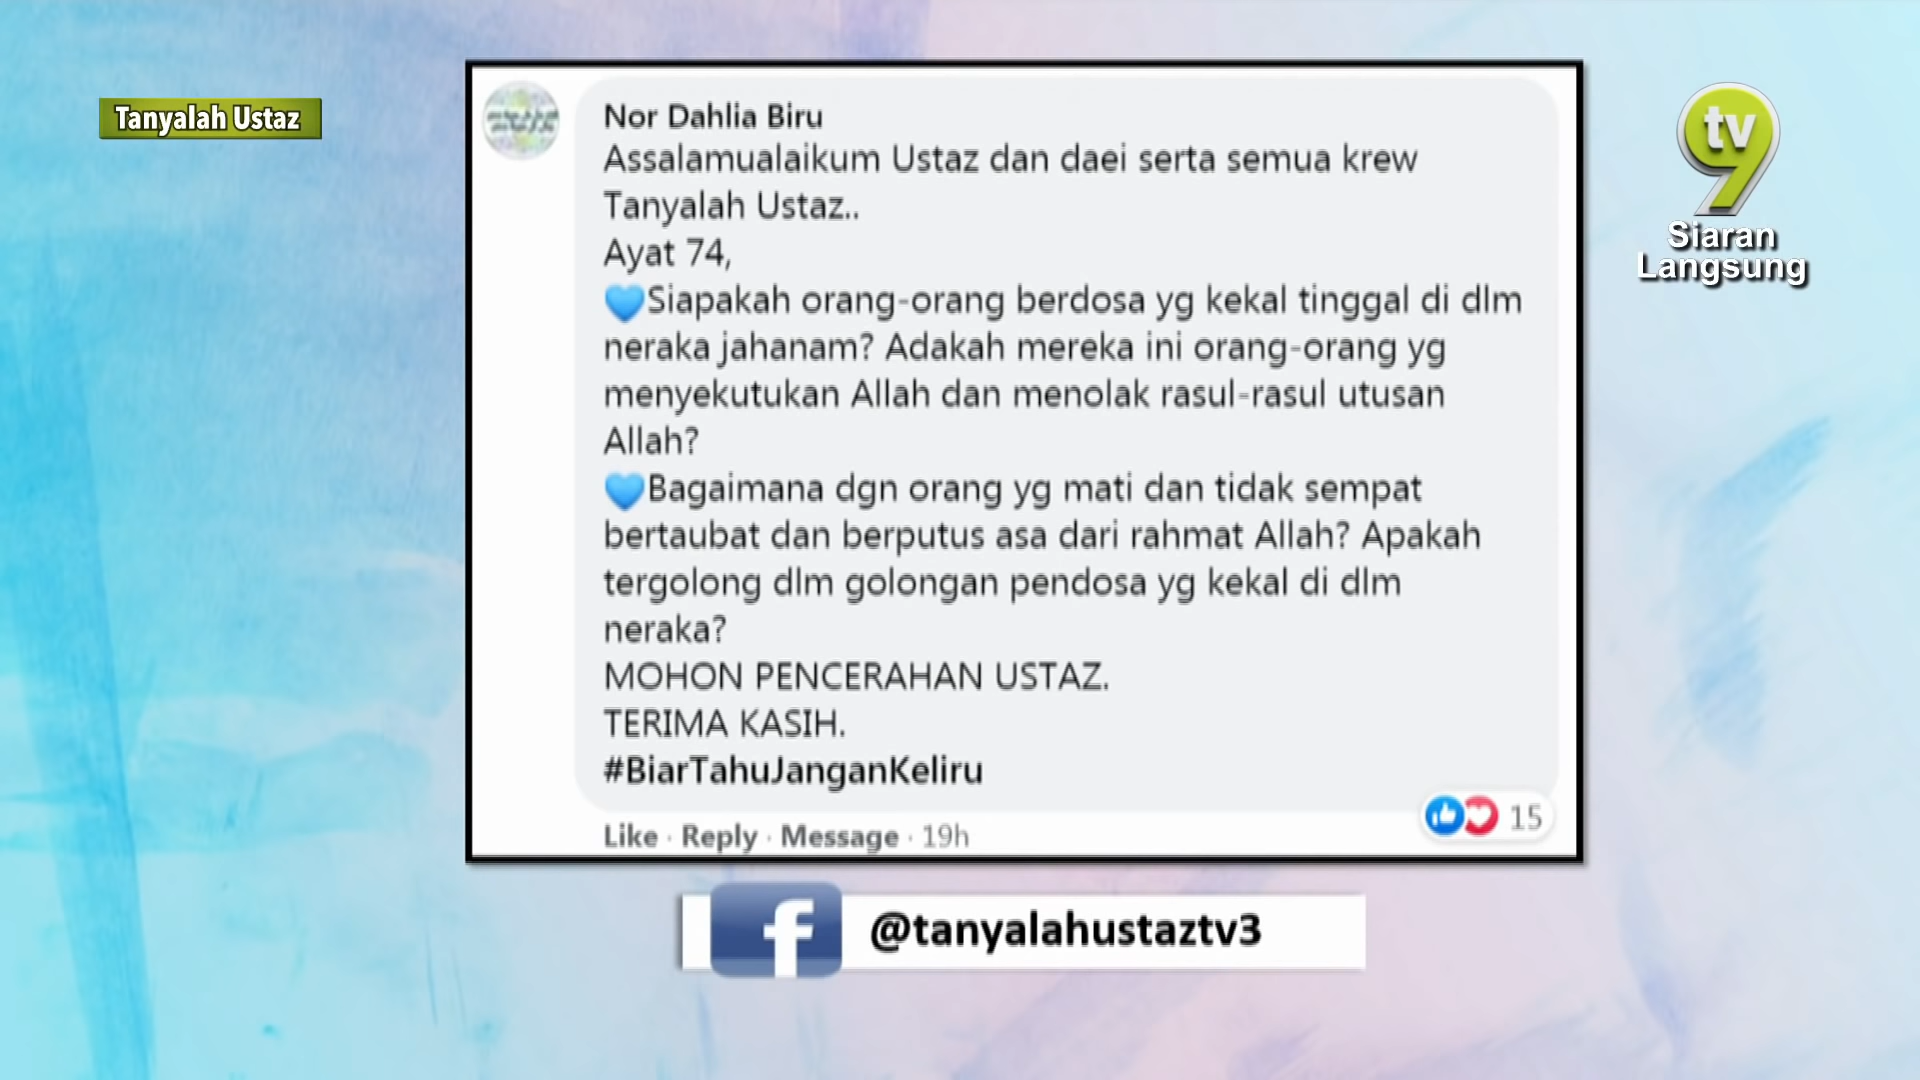 Tanyalah Ustaz
Nor Dahlia Biru
Assalamualaikum Ustaz dan daei serta semua krew
Tanyalah Ustaz..
Ayat 74,
💙Siapakah orang-orang berdosa yg kekal tinggal di dlm
neraka jahanam? Adakah mereka ini orang-orang yg
menyekutukan Allah dan menolak rasul-rasul utusan
Allah?
💙Bagaimana dgn orang yg mati dan tidak sempat
bertaubat dan berputus asa dari rahmat Allah? Apakah
tergolong dlm golongan pendosa yg kekal di dlm
neraka?
MOHON PENCERAHAN USTAZ.
TERIMA KASIH.
#BiarTahuJanganKeliru
15
Like · Reply · Message · 19h
tv9
Siaran
Langsung
f @tanyalahustaztv3